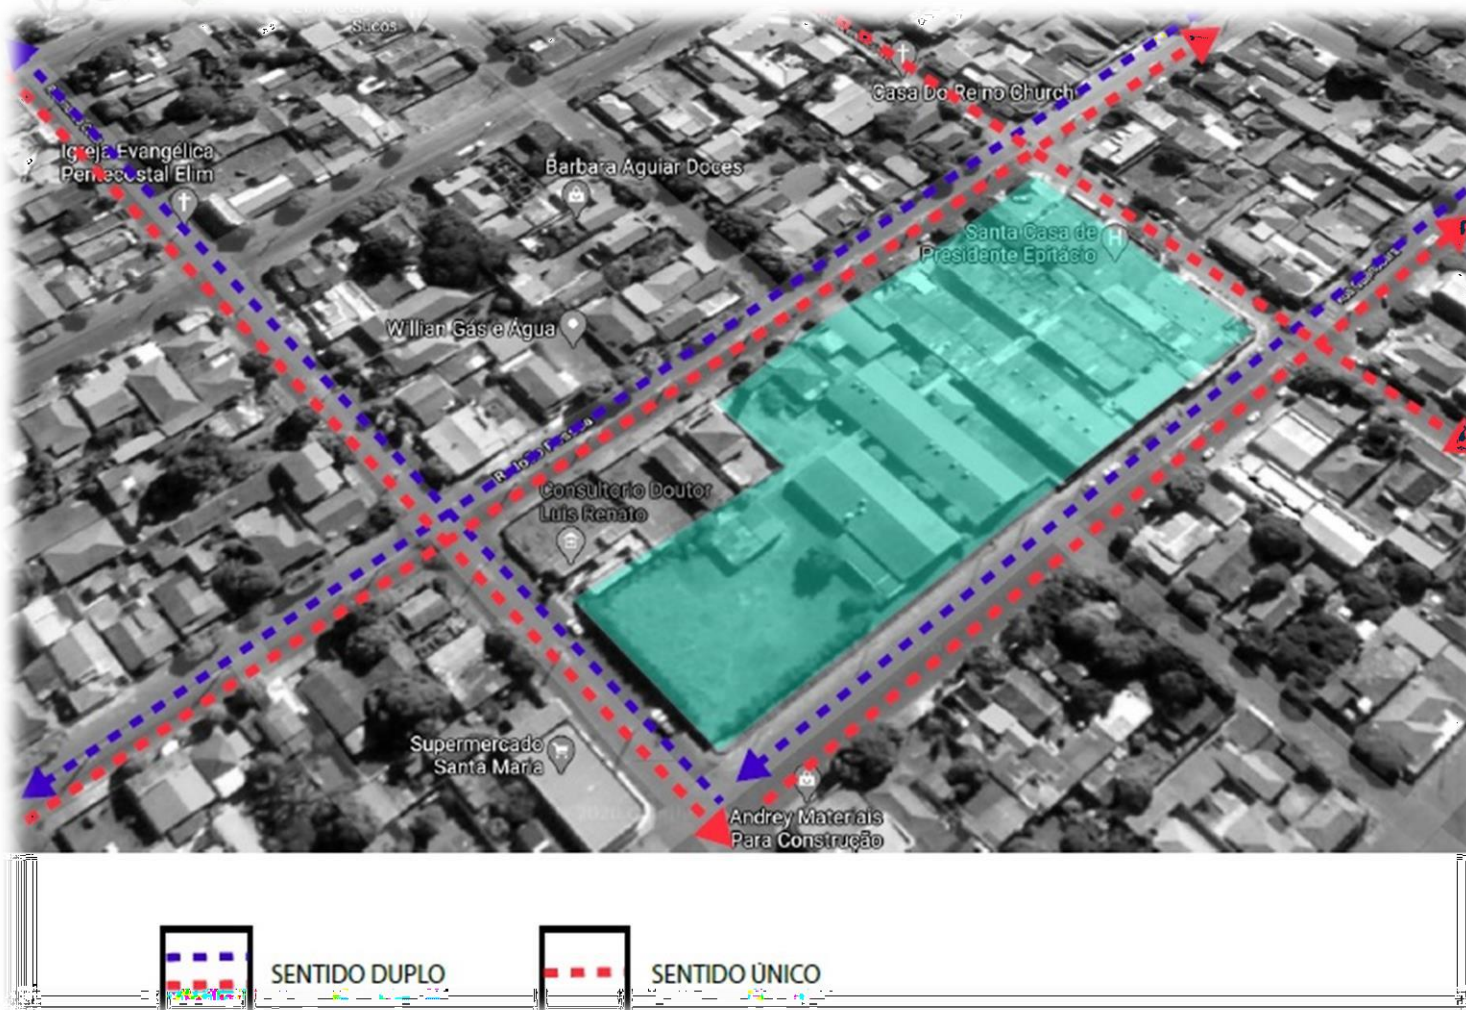 Sucos
Casa Do Reino Church
Igreja Evangélica
Pentecostal Elim
Barbara Aguiar Doces
Santa Casa de
Presidente Epitácio
Willian Gás e Água
Consultório Doutor
Luis Renato
Supermercado
Santa Maria
Andrey Materiais
Para Construção
SENTIDO DUPLO
SENTIDO ÚNICO